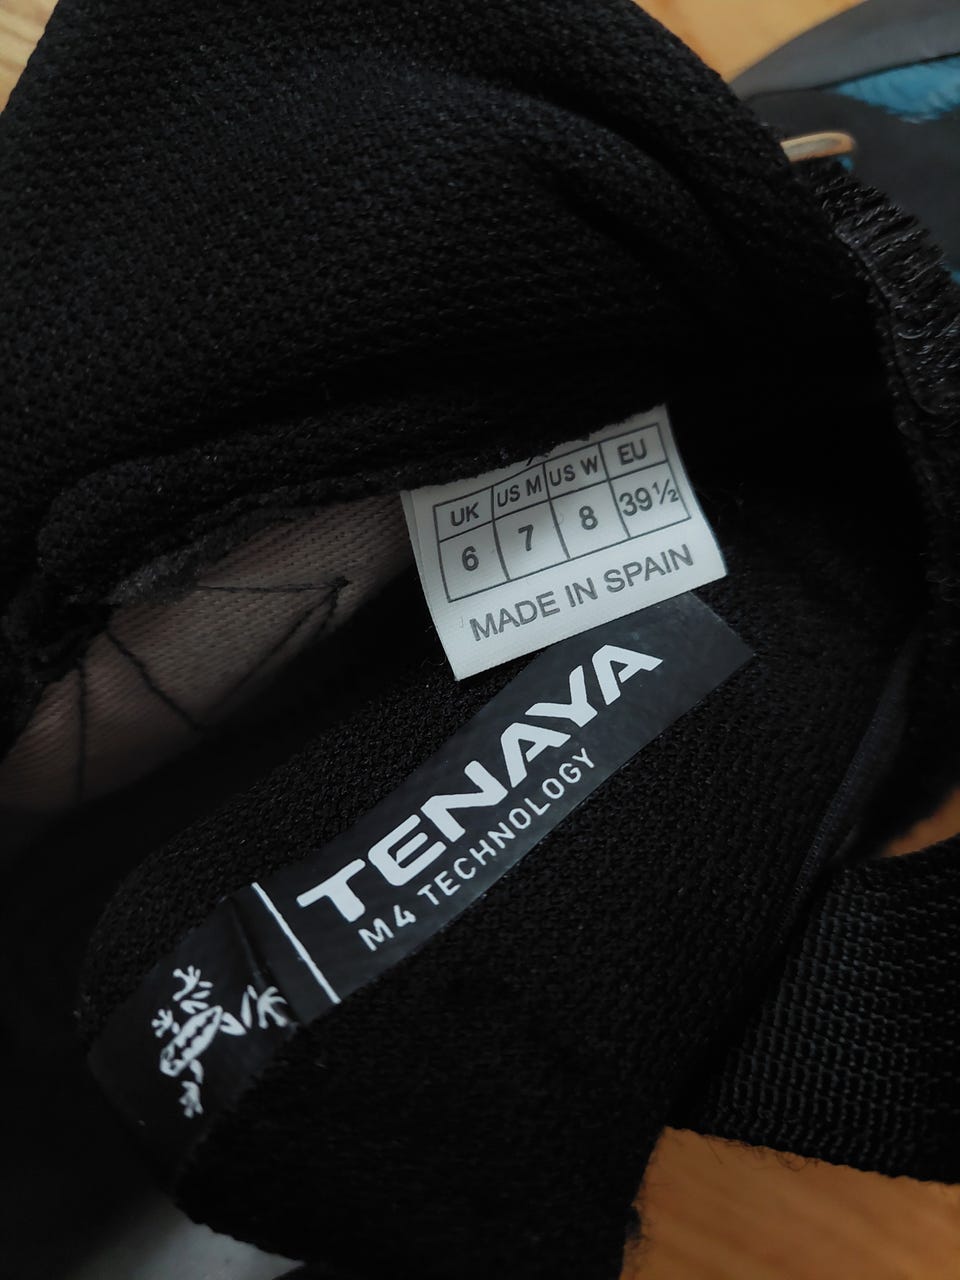 UK US M US W EU
6 7 8 39½
MADE IN SPAIN
TENAYA
M4 TECHNOLOGY